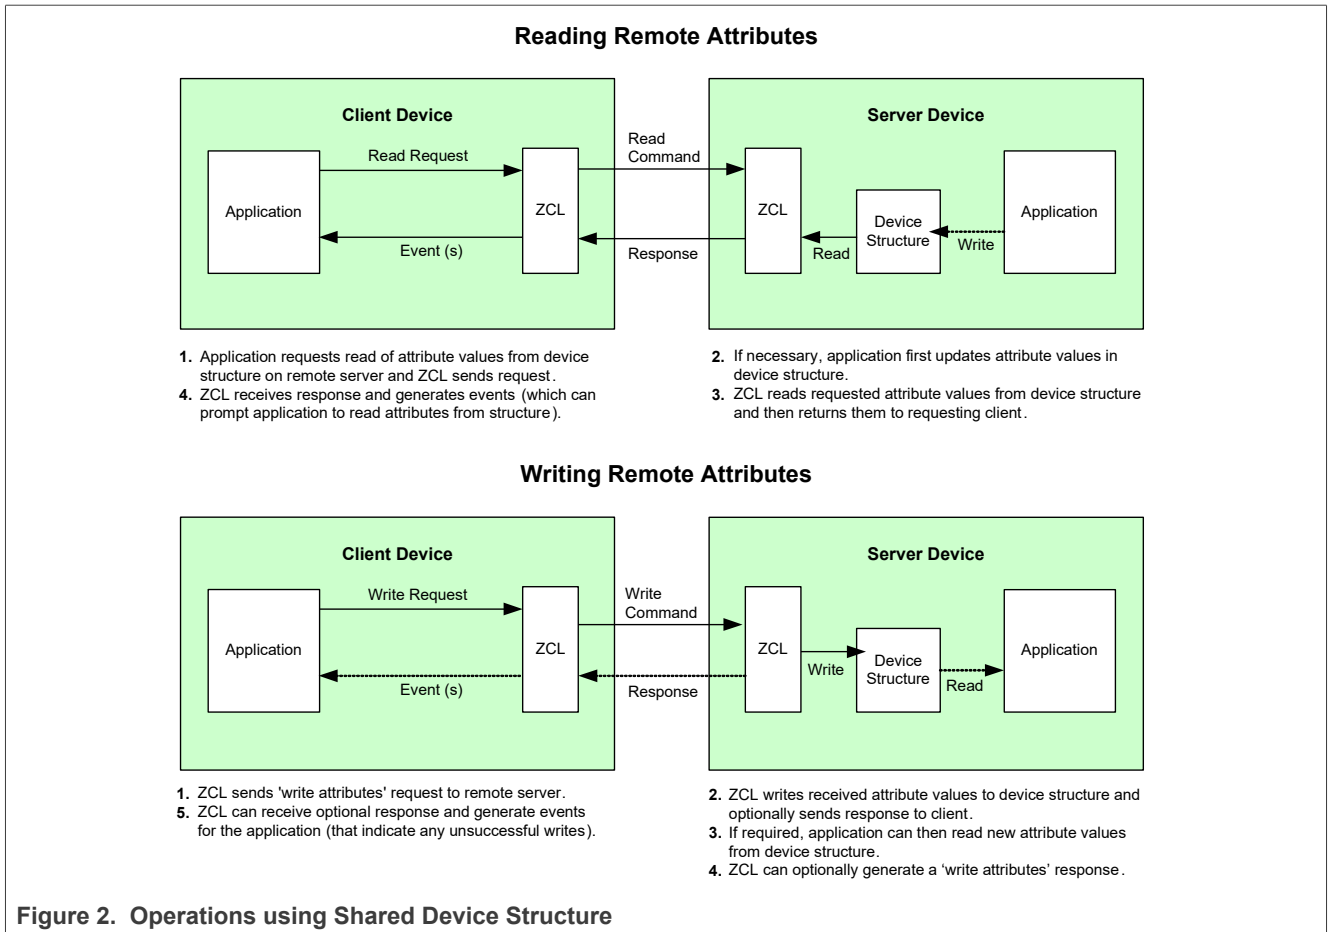 Reading Remote Attributes
Client Device
Server Device
Read Request
Read
Command
Application
ZCL
ZCL
Device
Structure
Application
Event (s)
Response
Read
Write
1. Application requests read of attribute values from device
structure on remote server and ZCL sends request.
4. ZCL receives response and generates events (which can
prompt application to read attributes from structure).
2. If necessary, application first updates attribute values in
device structure.
3. ZCL reads requested attribute values from device structure
and then returns them to requesting client.
Writing Remote Attributes
Client Device
Server Device
Write Request
Write
Command
Application
ZCL
ZCL
Device
Structure
Application
Event (s)
Response
Write
Read
1. ZCL sends 'write attributes' request to remote server.
5. ZCL can receive optional response and generate events
for the application (that indicate any unsuccessful writes).
2. ZCL writes received attribute values to device structure and
optionally sends response to client.
3. If required, application can then read new attribute values
from device structure.
4. ZCL can optionally generate a ‘write attributes’ response.
Figure 2. Operations using Shared Device Structure